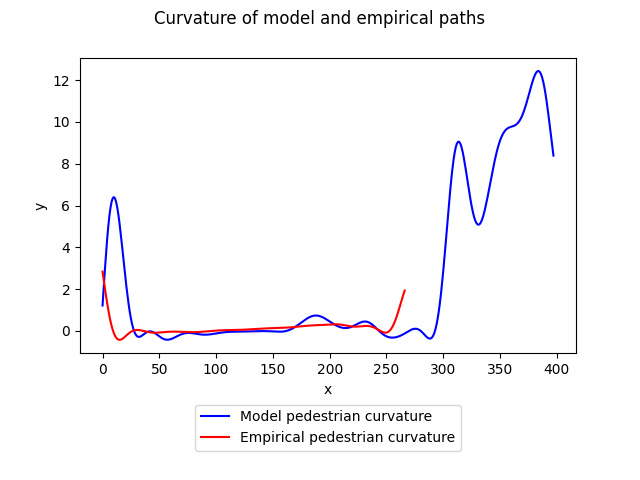 Curvature of model and empirical paths
12
10
8
6
4
2
0
y
0 50 100 150 200 250 300 350 400
x
Model pedestrian curvature
Empirical pedestrian curvature